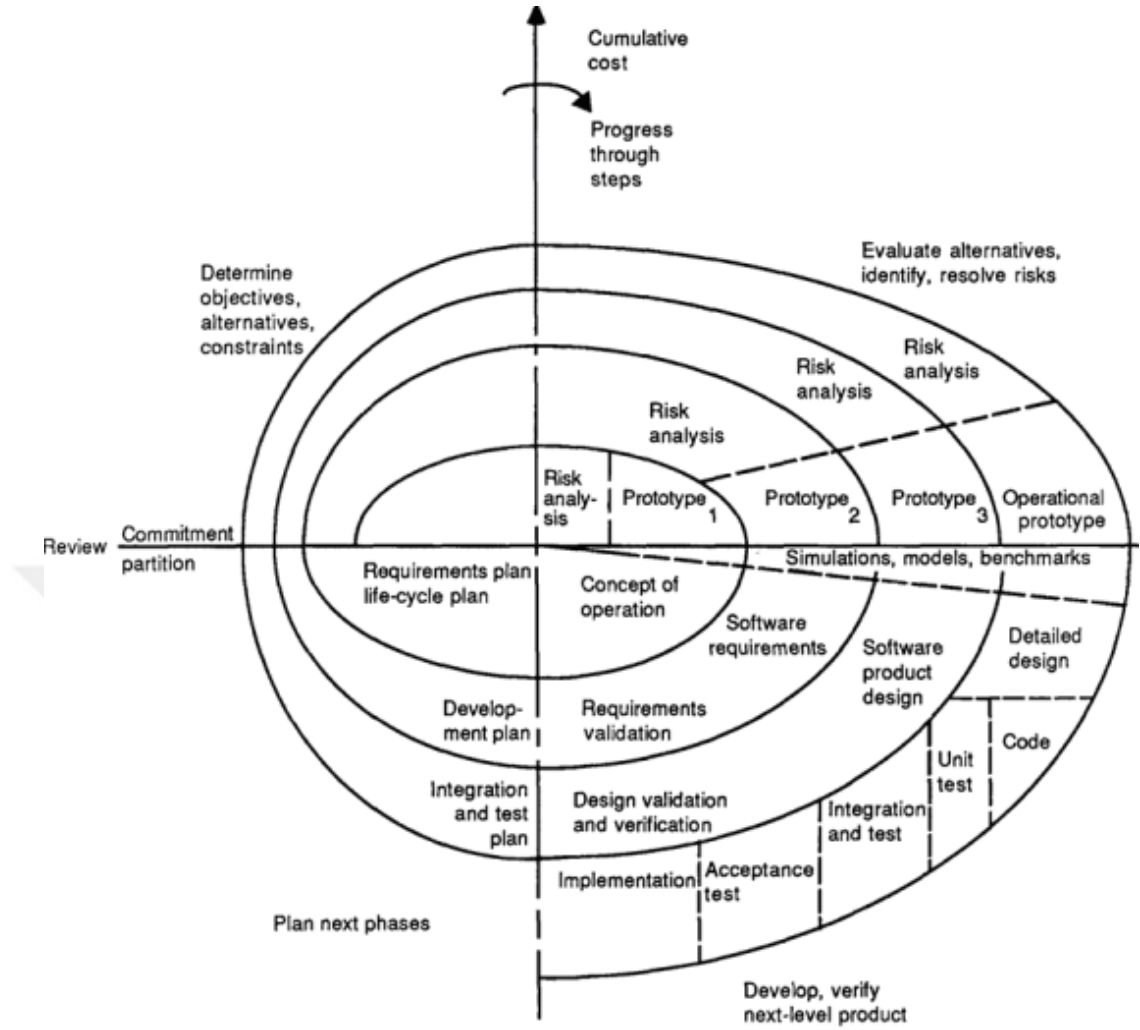 Cumulative
cost
Progress
through
steps
Determine
objectives,
alternatives,
constraints
Evaluate alternatives,
identify, resolve risks
Risk
analysis
Risk
analysis
Risk
analysis
Risk
analy-
sis
Prototype 1
Prototype 2
Prototype 3
Operational
prototype
Review
Commitment
partition
Simulations, models, benchmarks
Requirements plan
life-cycle plan
Concept of
operation
Software
requirements
Software
product
design
Detailed
design
Develop-
ment plan
Requirements
validation
Code
Unit
test
Integration
and test
plan
Design validation
and verification
Integration
and test
Acceptance
test
Implementation
Plan next phases
Develop, verify
next-level product